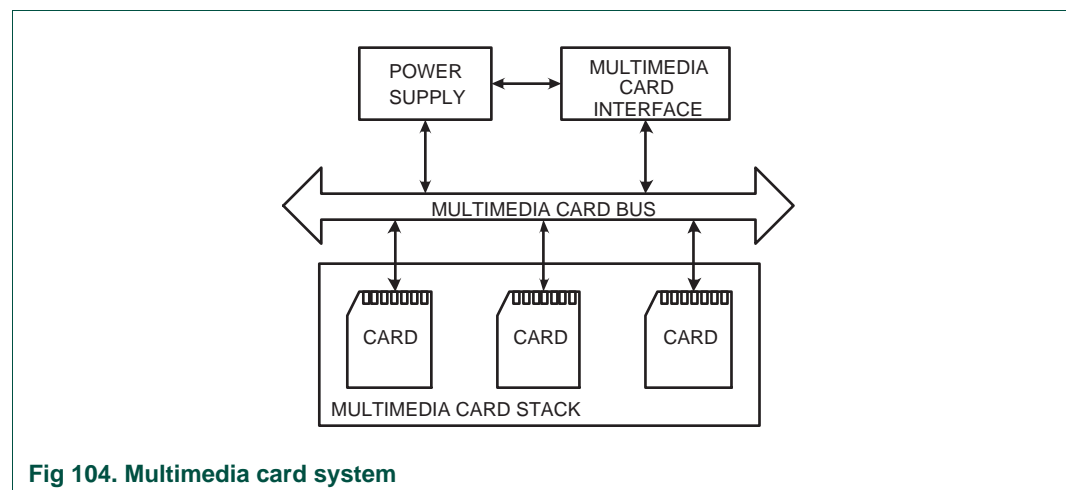 POWER
SUPPLY
MULTIMEDIA
CARD
INTERFACE
MULTIMEDIA CARD BUS
CARD
CARD
CARD
MULTIMEDIA CARD STACK
Fig 104. Multimedia card system